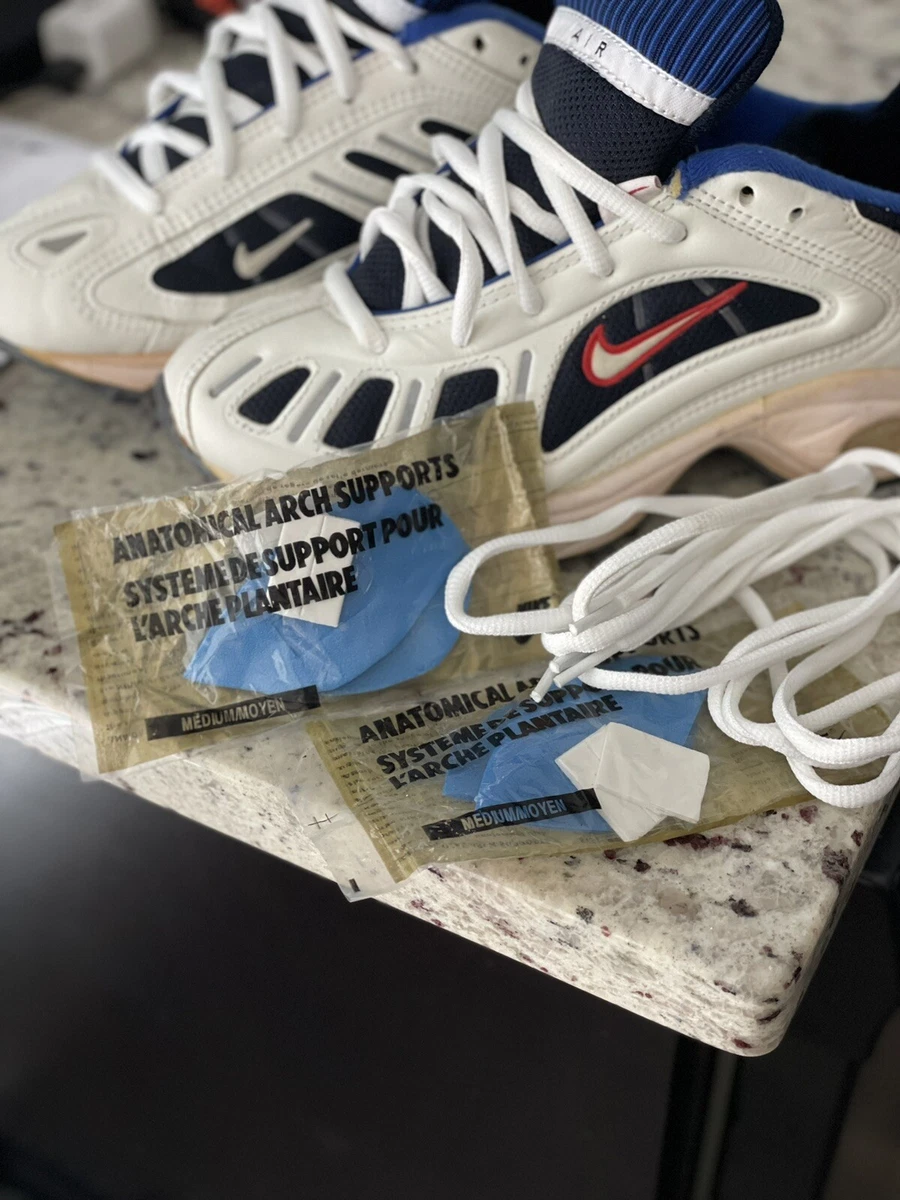 AIR
ANATOMICAL ARCH SUPPORTS
SYSTEME DE SUPPORT POUR
L'ARCHE PLANTAIRE
MEDIUM/MOYEN
ANATOMICAL
SYSTEME DE SUPPORT POUR
L'ARCHE PLANTAIRE
MEDIUM/MOYEN